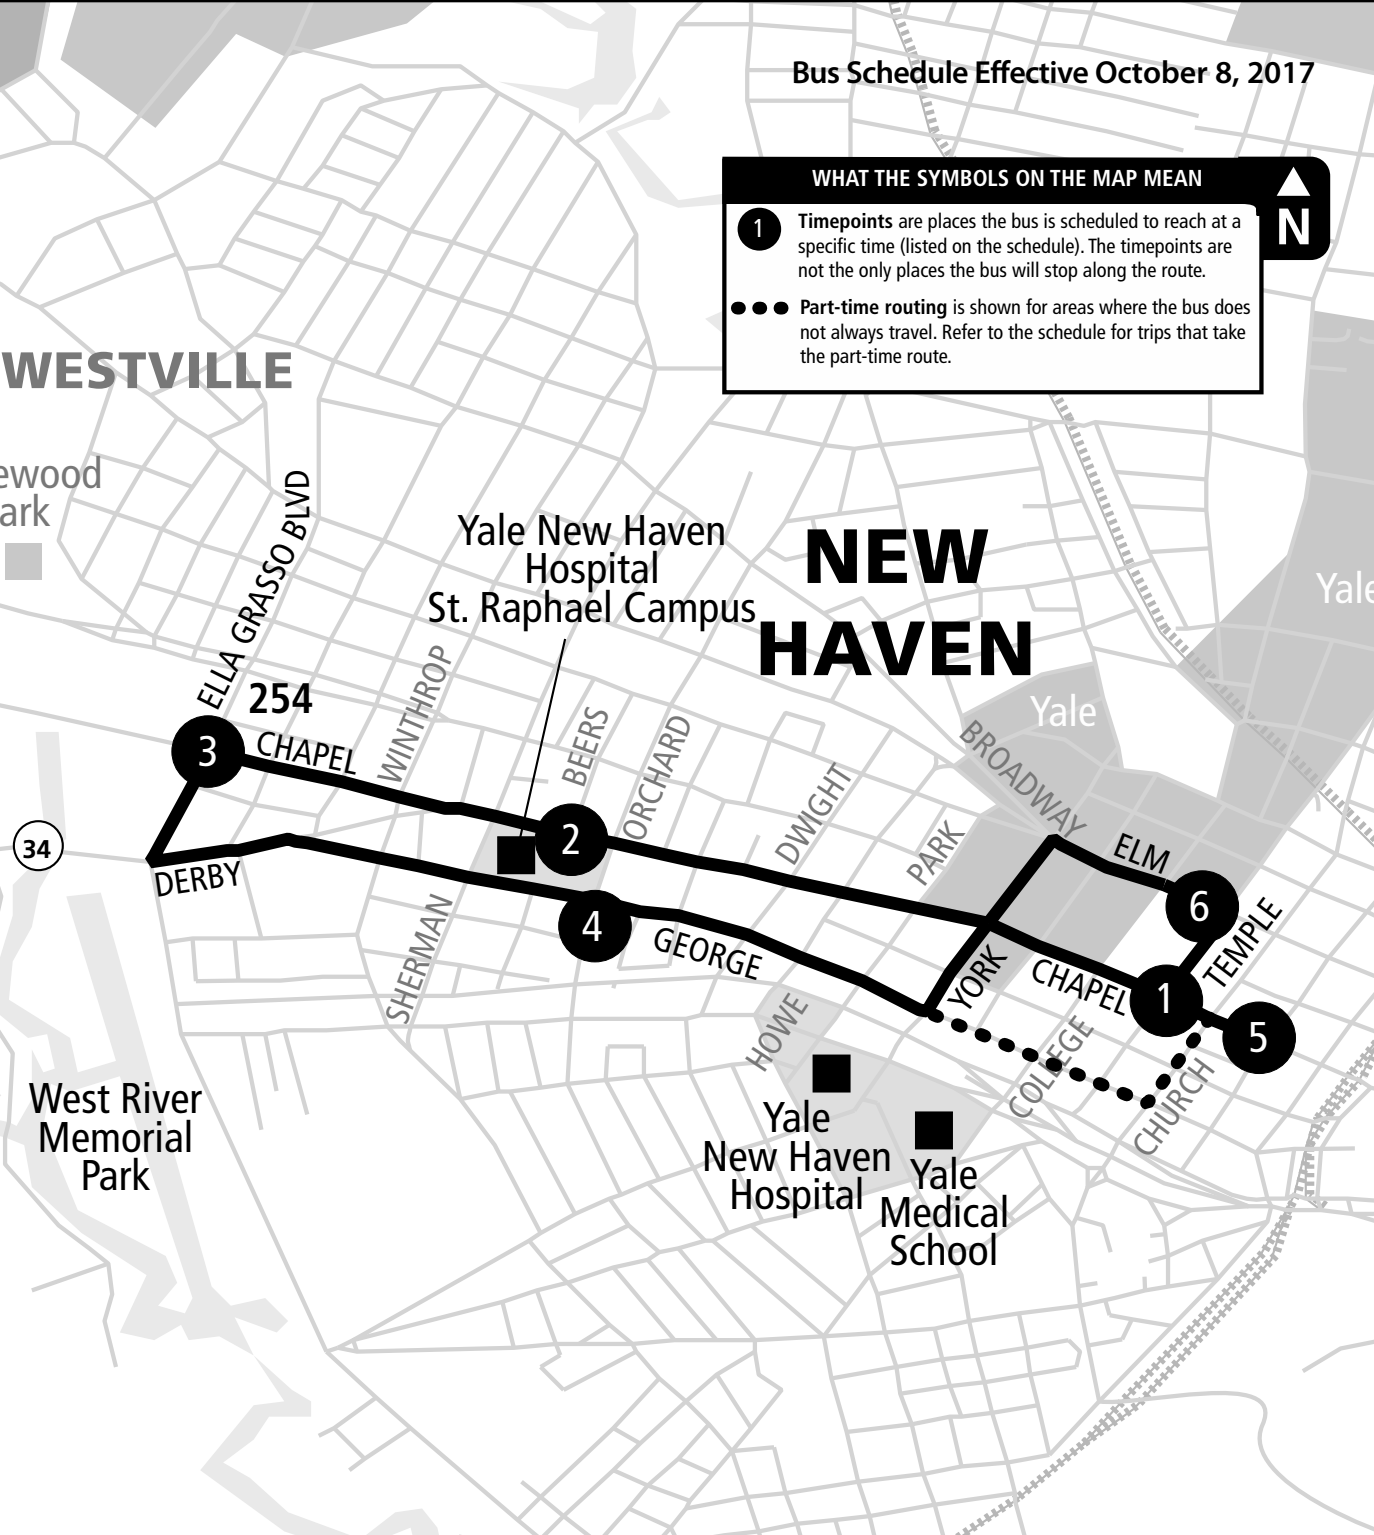 Bus Schedule Effective October 8, 2017
WHAT THE SYMBOLS ON THE MAP MEAN
N
1
Timepoints are places the bus is scheduled to reach at a
specific time (listed on the schedule). The timepoints are
not the only places the bus will stop along the route.
Part-time routing is shown for areas where the bus does
not always travel. Refer to the schedule for trips that take
the part-time route.
WESTVILLE
ewood
ark
ELLA GRASSO BLVD
Yale New Haven
Hospital
St. Raphael Campus
NEW
HAVEN
Yale
Yale
254
3
CHAPEL
WINTHROP
BEERS
ORCHARD
DWIGHT
PARK
BROADWAY
ELM
34
DERBY
2
6
TEMPLE
SHERMAN
4
GEORGE
YORK
CHAPEL
1
5
HOWE
COLLEGE
CHURCH
West River
Memorial
Park
Yale
New Haven
Hospital
Yale
Medical
School